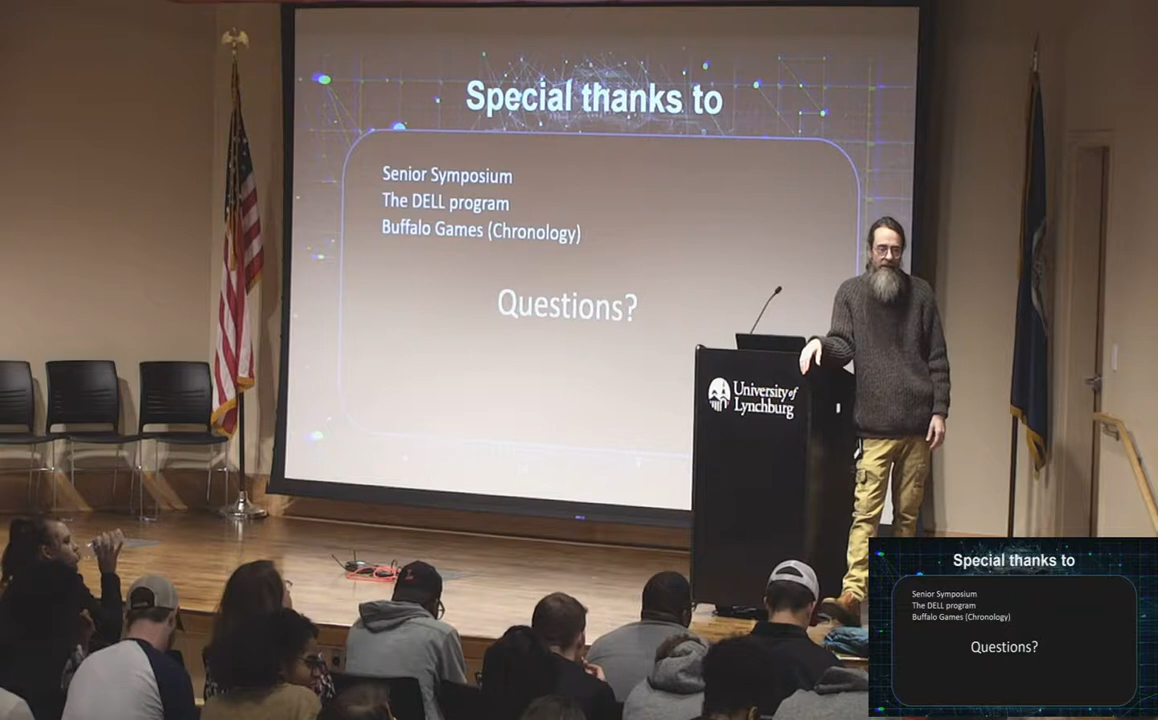 Special thanks to
Senior Symposium
The DELL program
Buffalo Games (Chronology)
Questions?
University of
Lynchburg
Special thanks to
Senior Symposium
The DELL program
Buffalo Games (Chronology)
Questions?